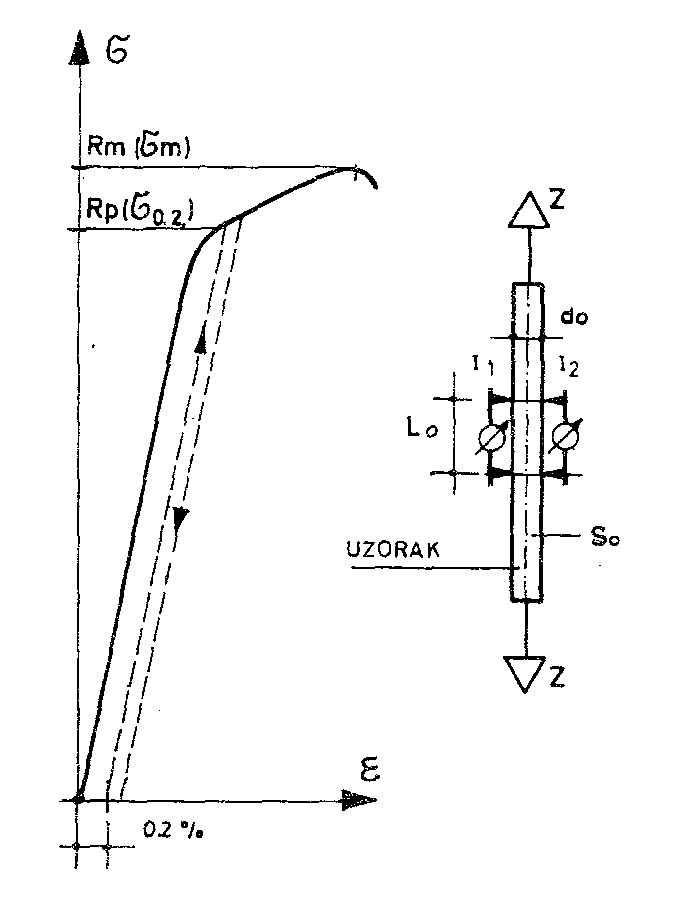 σ
Rm (σm)
Rp(σ0.2)
ε
0.2 %
Z
do
I1
I2
Lo
So
UZORAK
Z